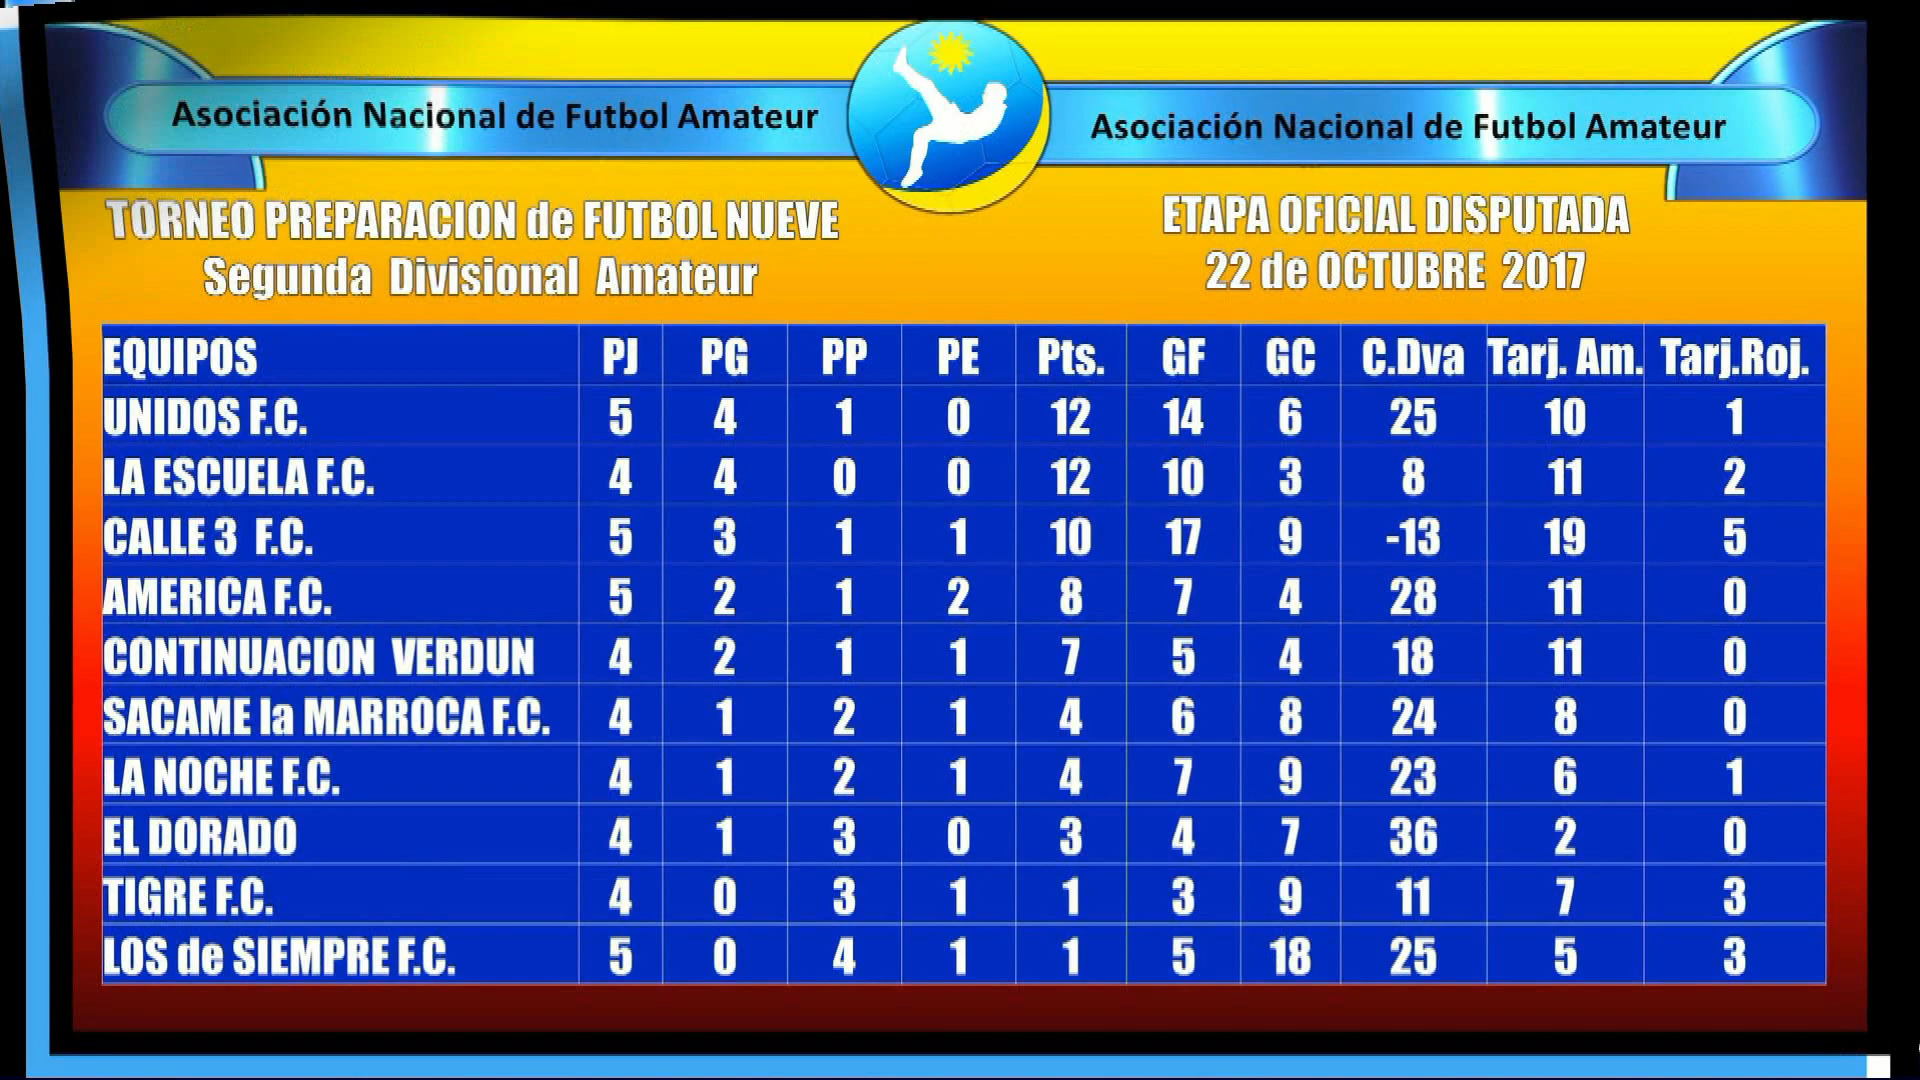 Asociación Nacional de Futbol Amateur
Asociación Nacional de Futbol Amateur
TORNEO PREPARACION de FUTBOL NUEVE
Segunda Divisional Amateur
ETAPA OFICIAL DISPUTADA
22 de OCTUBRE 2017
EQUIPOS PJ PG PP PE Pts. GF GC C.Dva Tarj. Am. Tarj.Roj.
UNIDOS F.C. 5 4 1 0 12 14 6 25 10 1
LA ESCUELA F.C. 4 4 0 0 12 10 3 8 11 2
CALLE 3 F.C. 5 3 1 1 10 17 9 -13 19 5
AMERICA F.C. 5 2 1 2 8 7 4 28 11 0
CONTINUACION VERDUN 4 2 1 1 7 5 4 18 11 0
SACAME la MARROCA F.C. 4 1 2 1 4 6 8 24 8 0
LA NOCHE F.C. 4 1 2 1 4 7 9 23 6 1
EL DORADO 4 1 3 0 3 4 7 36 2 0
TIGRE F.C. 4 0 3 1 1 3 9 11 7 3
LOS de SIEMPRE F.C. 5 0 4 1 1 5 18 25 5 3